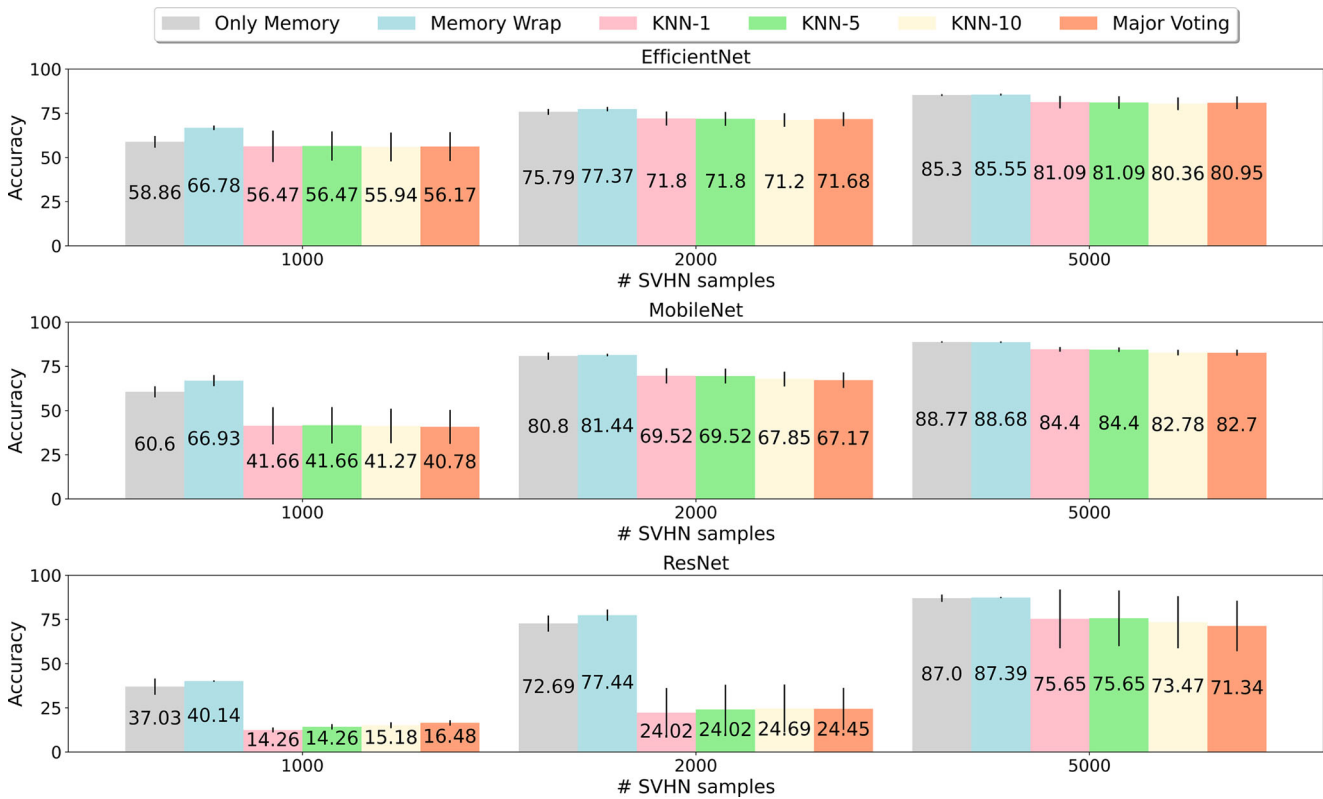 Only Memory Memory Wrap KNN-1 KNN-5 KNN-10 Major Voting
EfficientNet
100
75
50
25
0
Accuracy
58.86 66.78 56.47 56.47 55.94 56.17
75.79 77.37 71.8 71.8 71.2 71.68
85.3 85.55 81.09 81.09 80.36 80.95
1000 2000 5000
# SVHN samples
MobileNet
100
75
50
25
0
Accuracy
60.6 66.93 41.66 41.66 41.27 40.78
80.8 81.44 69.52 69.52 67.85 67.17
88.77 88.68 84.4 84.4 82.78 82.7
1000 2000 5000
# SVHN samples
ResNet
100
75
50
25
0
Accuracy
37.03 40.14 14.26 14.26 15.18 16.48
72.69 77.44 24.02 24.02 24.69 24.45
87.0 87.39 75.65 75.65 73.47 71.34
1000 2000 5000
# SVHN samples